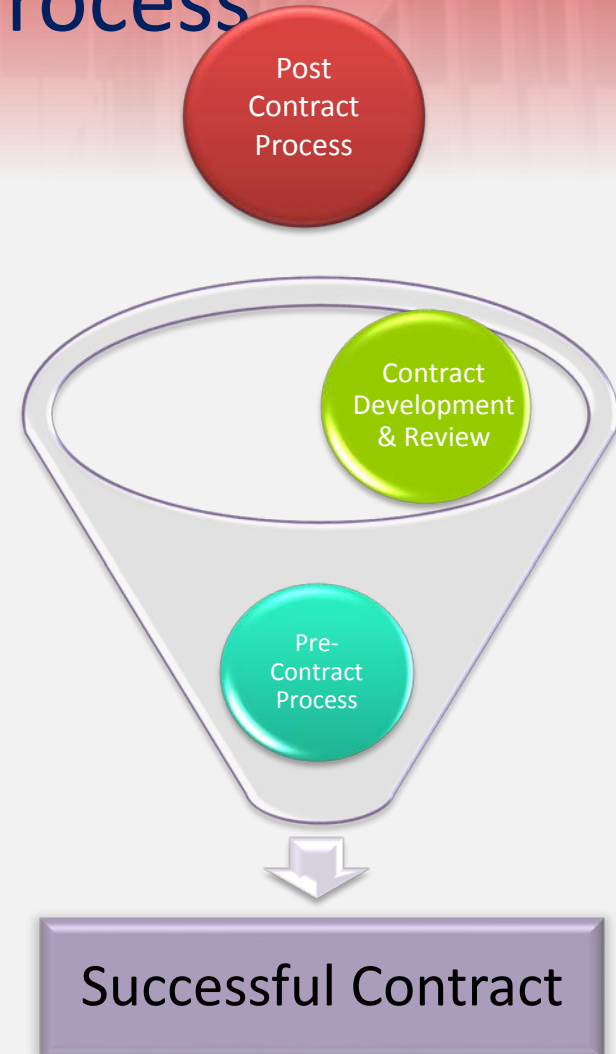 rocess
Post
Contract
Process
Contract
Development
& Review
Pre-
Contract
Process
Successful Contract